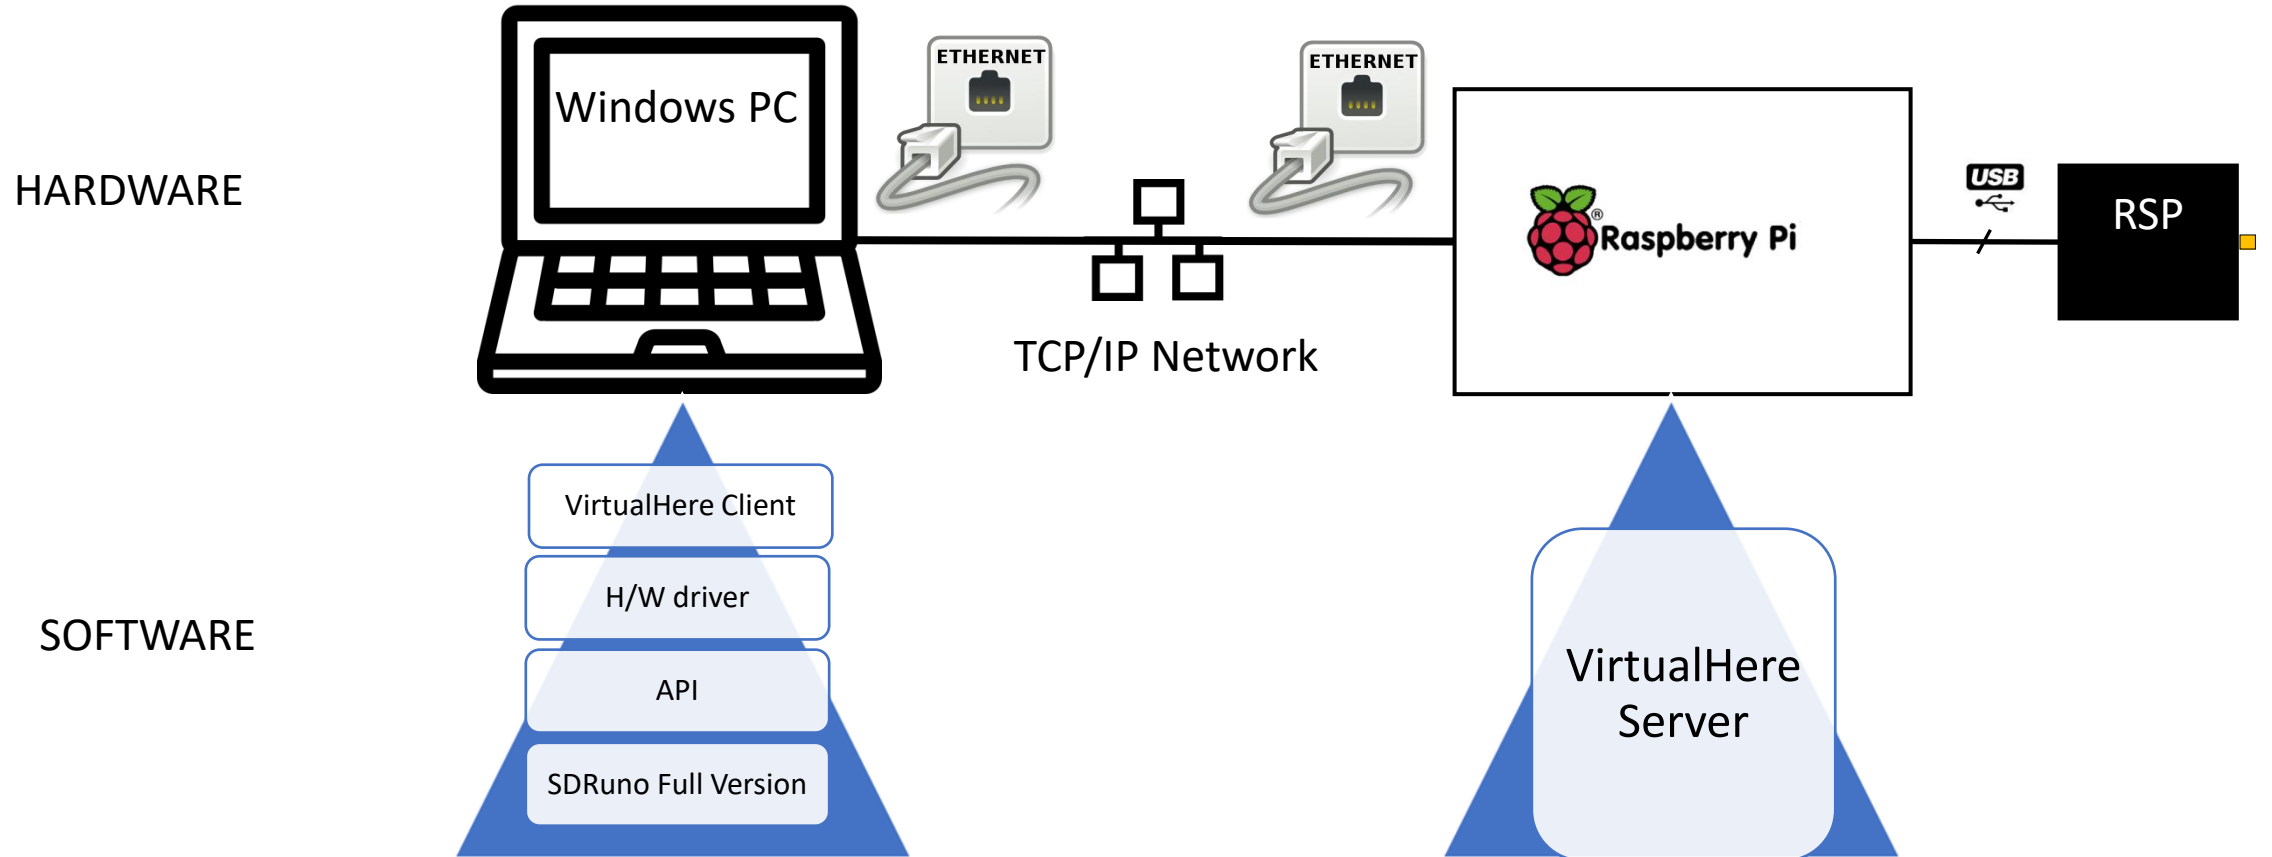 HARDWARE
Windows PC
ETHERNET
ETHERNET
TCP/IP Network
® Raspberry Pi
USB
RSP
SOFTWARE
VirtualHere Client
H/W driver
API
SDRuno Full Version
VirtualHere
Server